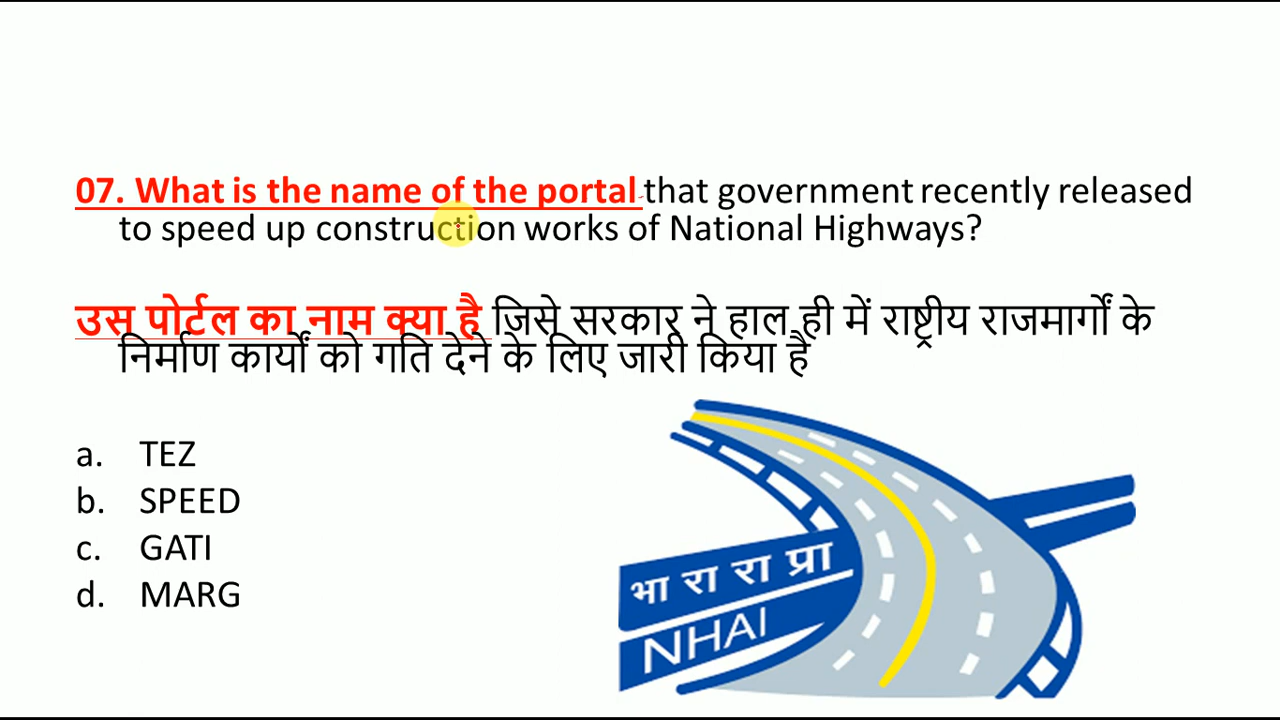 07. What is the name of the portal that government recently released
to speed up construction works of National Highways?
उस पोर्टल का नाम क्या है जिसे सरकार ने हाल ही में राष्ट्रीय राजमार्गों के
निर्माण कार्यों को गति देने के लिए जारी किया है
a. TEZ
b. SPEED
c. GATI
d. MARG
भा रा रा प्रा
NHAI